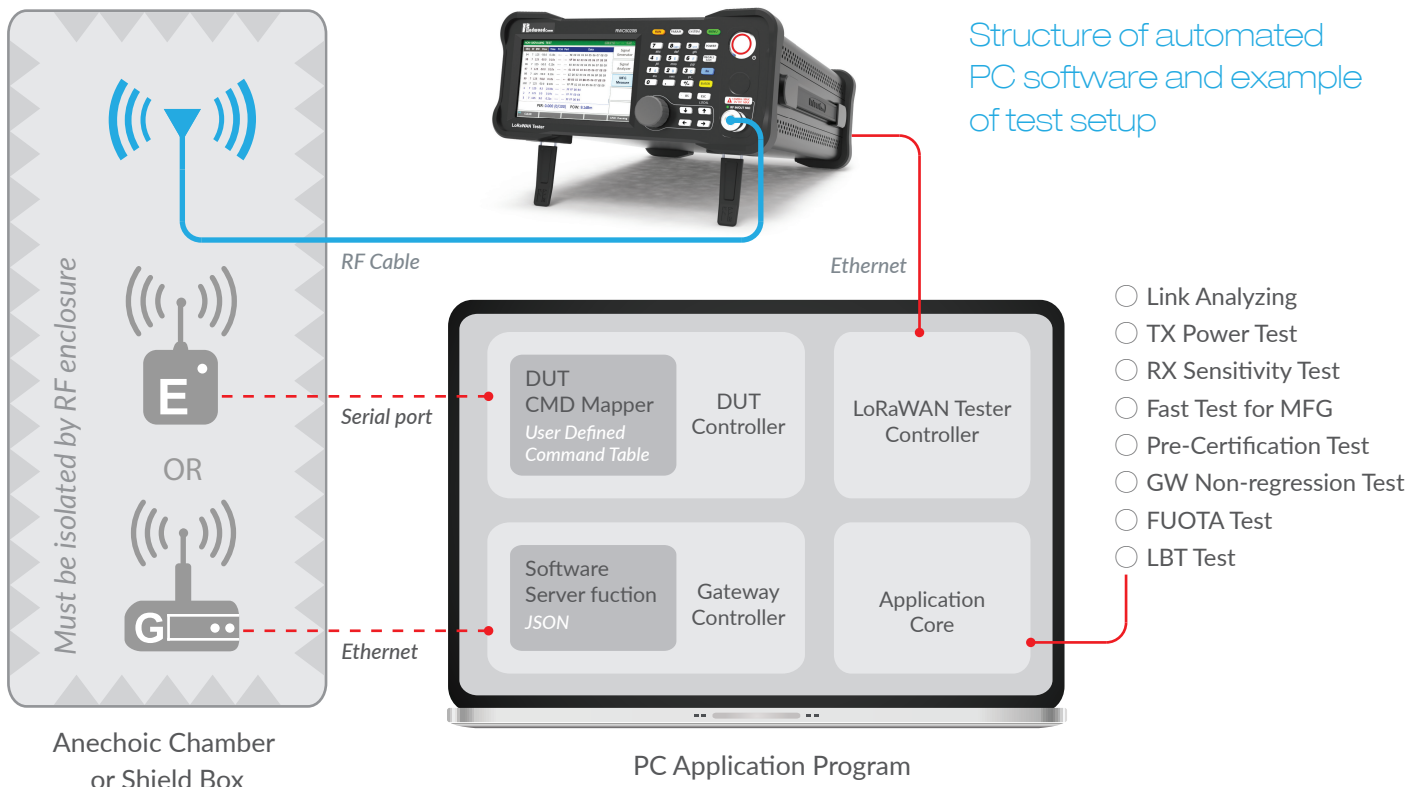 Structure of automated
PC software and example
of test setup
RWC5020B
LoRaWAN Tester
RF Cable
Ethernet
Must be isolated by RF enclosure
E
OR
G
Serial port
Ethernet
DUT
CMD Mapper
User Defined
Command Table
DUT
Controller
LoRaWAN Tester
Controller
Software
Server fuction
JSON
Gateway
Controller
Application
Core
Link Analyzing
TX Power Test
RX Sensitivity Test
Fast Test for MFG
Pre-Certification Test
GW Non-regression Test
FUOTA Test
LBT Test
Anechoic Chamber
or Shield Box
PC Application Program